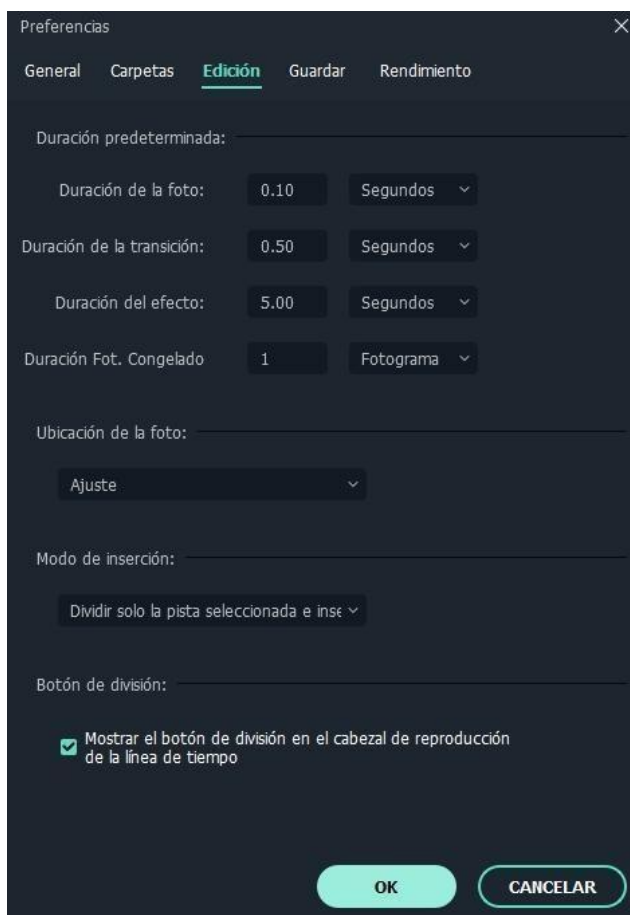 Preferencias
General Carpetas Edición Guardar Rendimiento
Duración predeterminada:
Duración de la foto: 0.10 Segundos
Duración de la transición: 0.50 Segundos
Duración del efecto: 5.00 Segundos
Duración Fot. Congelado 1 Fotograma
Ubicación de la foto:
Ajuste
Modo de inserción:
Dividir solo la pista seleccionada e inse
Botón de división:
Mostrar el botón de división en el cabezal de reproducción
de la línea de tiempo
OK CANCELAR